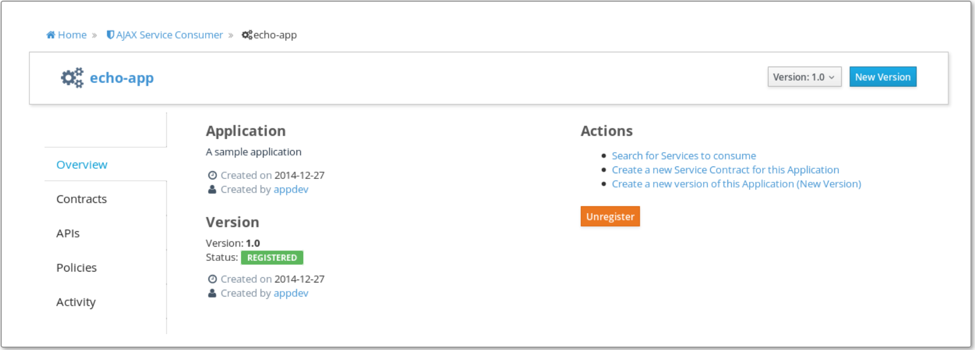 Home » AJAX Service Consumer » echo-app
echo-app
Version: 1.0
New Version
Overview
Contracts
APIs
Policies
Activity
Application
A sample application
Created on 2014-12-27
Created by appdev
Version
Version: 1.0
Status: REGISTERED
Created on 2014-12-27
Created by appdev
Actions
Search for Services to consume
Create a new Service Contract for this Application
Create a new version of this Application (New Version)
Unregister